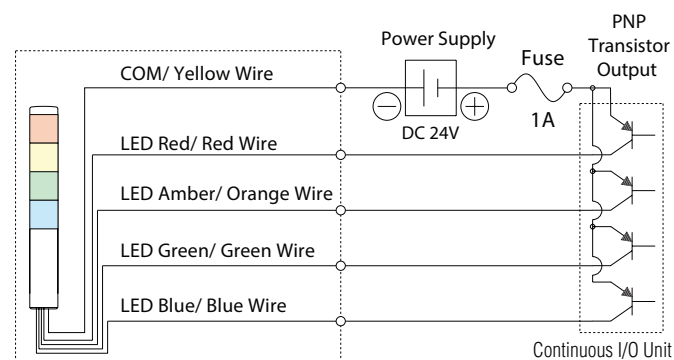 PNP
Transistor
Output
Power Supply
Fuse
COM/ Yellow Wire
DC 24V
1A
LED Red/ Red Wire
LED Amber/ Orange Wire
LED Green/ Green Wire
LED Blue/ Blue Wire
Continuous I/O Unit